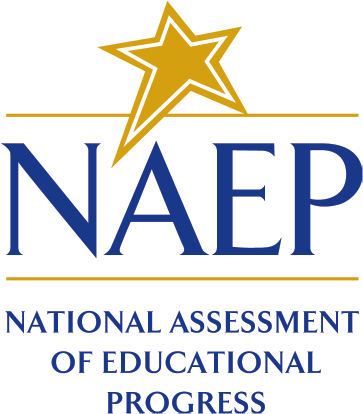 NAEP
NATIONAL ASSESSMENT
OF EDUCATIONAL
PROGRESS